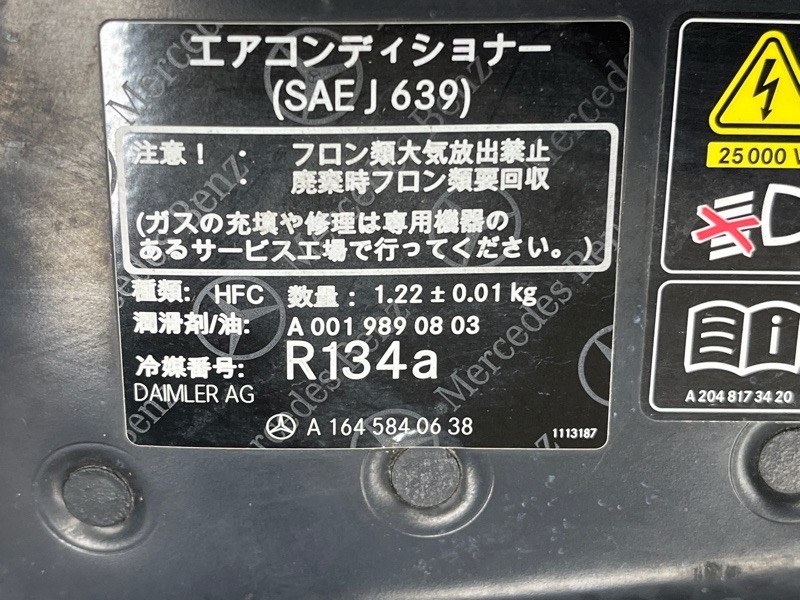 エアコンディショナー
(SAE J 639)
注意！ ・ フロン類大気放出禁止
・ 廃棄時フロン類要回収
(ガスの充填や修理は専用機器の
あるサービス工場で行ってください。)
種類: HFC 数量: 1.22 ± 0.01 kg
潤滑剤/油: A 001 989 08 03
冷媒番号: R134a
DAIMLER AG
A 164 584 06 38
1113187
25 000 V
A 204 817 34 20
Mercedes Benz